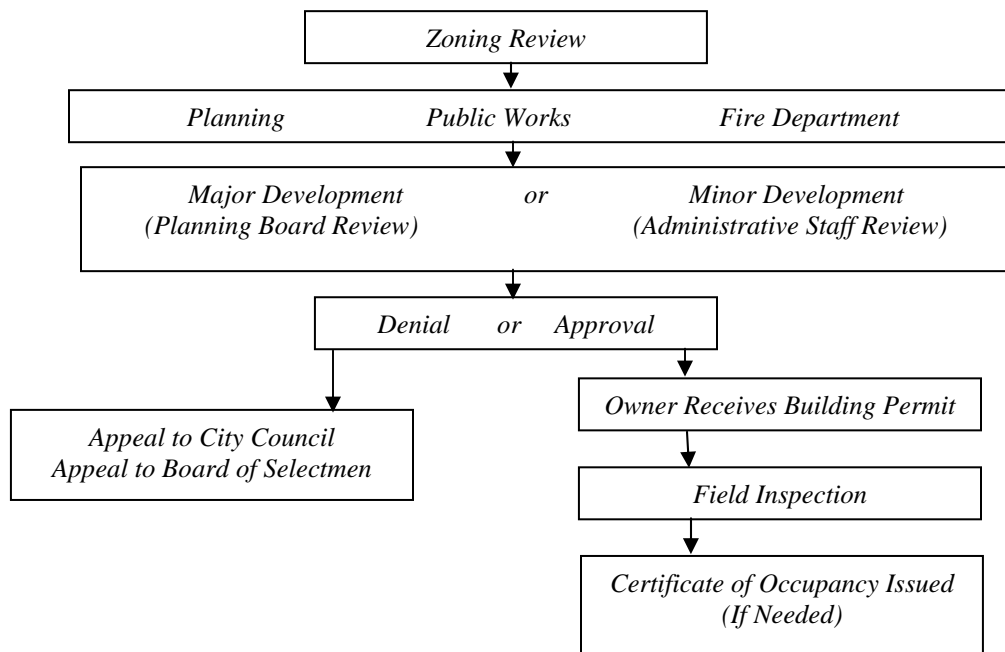 Zoning Review
Planning Public Works Fire Department
Major Development or Minor Development
(Planning Board Review) (Administrative Staff Review)
Denial or Approval
Owner Receives Building Permit
Appeal to City Council
Appeal to Board of Selectmen
Field Inspection
Certificate of Occupancy Issued
(If Needed)